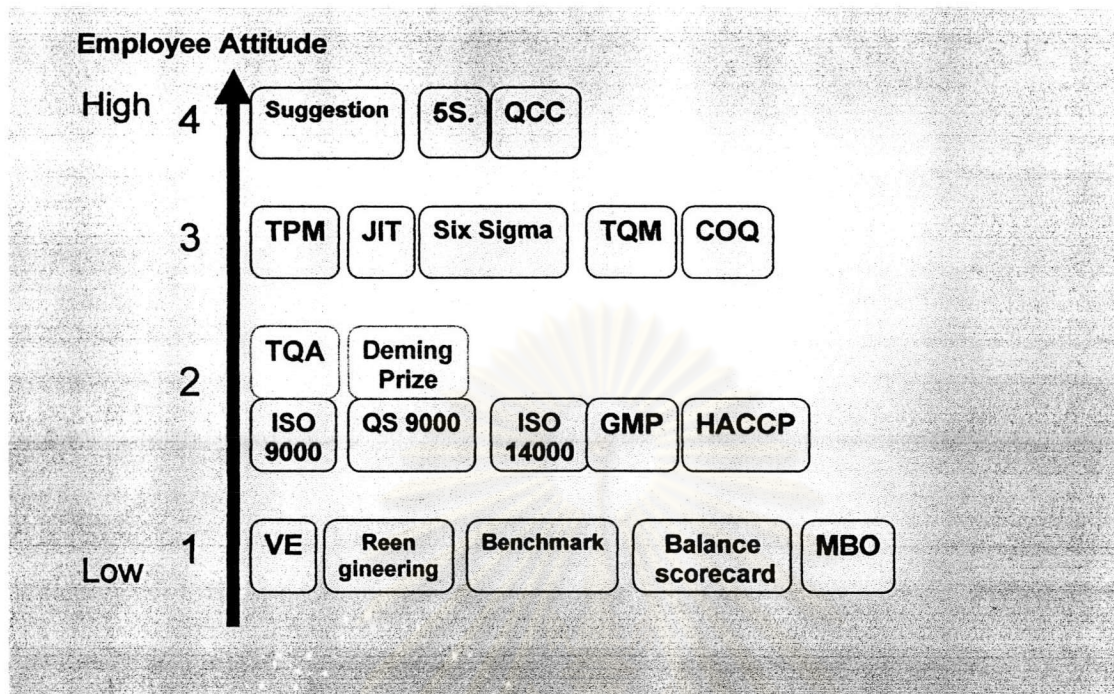 Employee Attitude
High 4 Suggestion 5S. QCC
3 TPM JIT Six Sigma TQM COQ
2 TQA Deming
Prize
ISO
9000 QS 9000 ISO
14000 GMP HACCP
Low 1 VE Reen
gineering Benchmark Balance
scorecard MBO